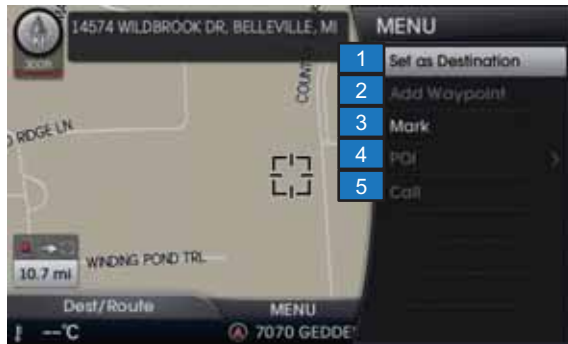 14574 WILDBROOK DR, BELLEVILLE, MI
MENU
1 Set as Destination
2 Add Waypoint
3 Mark
4 POI
5 Call
COUNT
RIDGE LN
WINDING POND TRL
10.7 mi
Dest/Route
MENU
--°C
7070 GEDDE